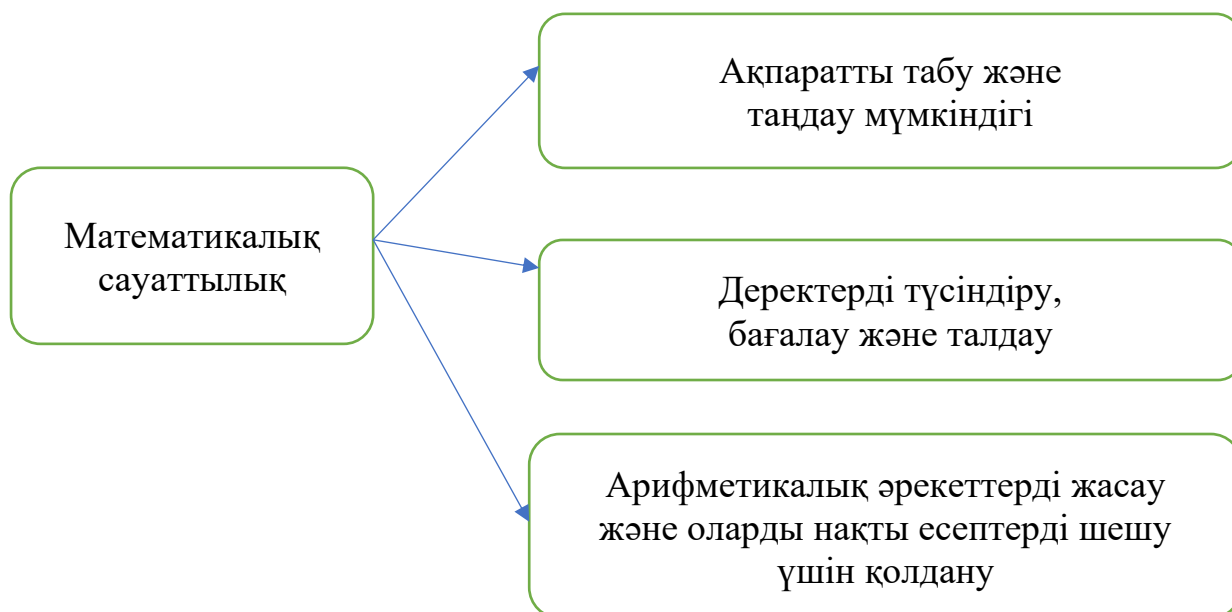 Ақпаратты табу және
таңдау мүмкіндігі
Математикалық
сауаттылық
Деректерді түсіндіру,
бағалау және талдау
Арифметикалық әрекеттерді жасау
және оларды нақты есептерді шешу
үшін қолдану